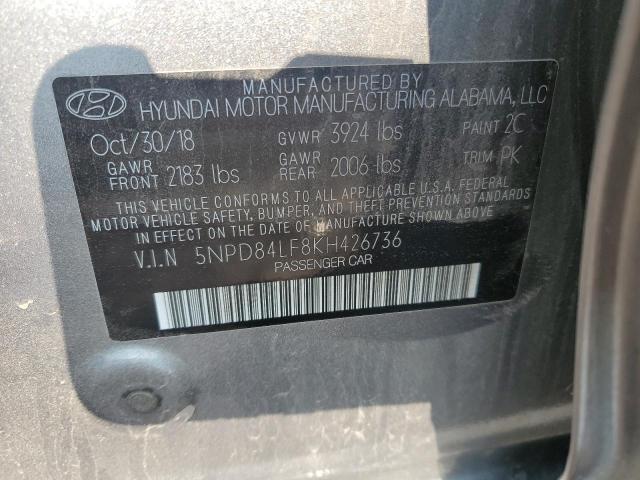 MANUFACTURED BY
HYUNDAI MOTOR MANUFACTURING ALABAMA, LLC
Oct/30/18 GVWR 3924 lbs PAINT 2C
GAWR FRONT 2183 lbs GAWR REAR 2006 lbs TRIM PK
THIS VEHICLE CONFORMS TO ALL APPLICABLE U.S.A. FEDERAL
MOTOR VEHICLE SAFETY, BUMPER, AND THEFT PREVENTION STANDARDS
IN EFFECT ON THE DATE OF MANUFACTURE SHOWN ABOVE.
V.I.N 5NPD84LF8KH426736
PASSENGER CAR